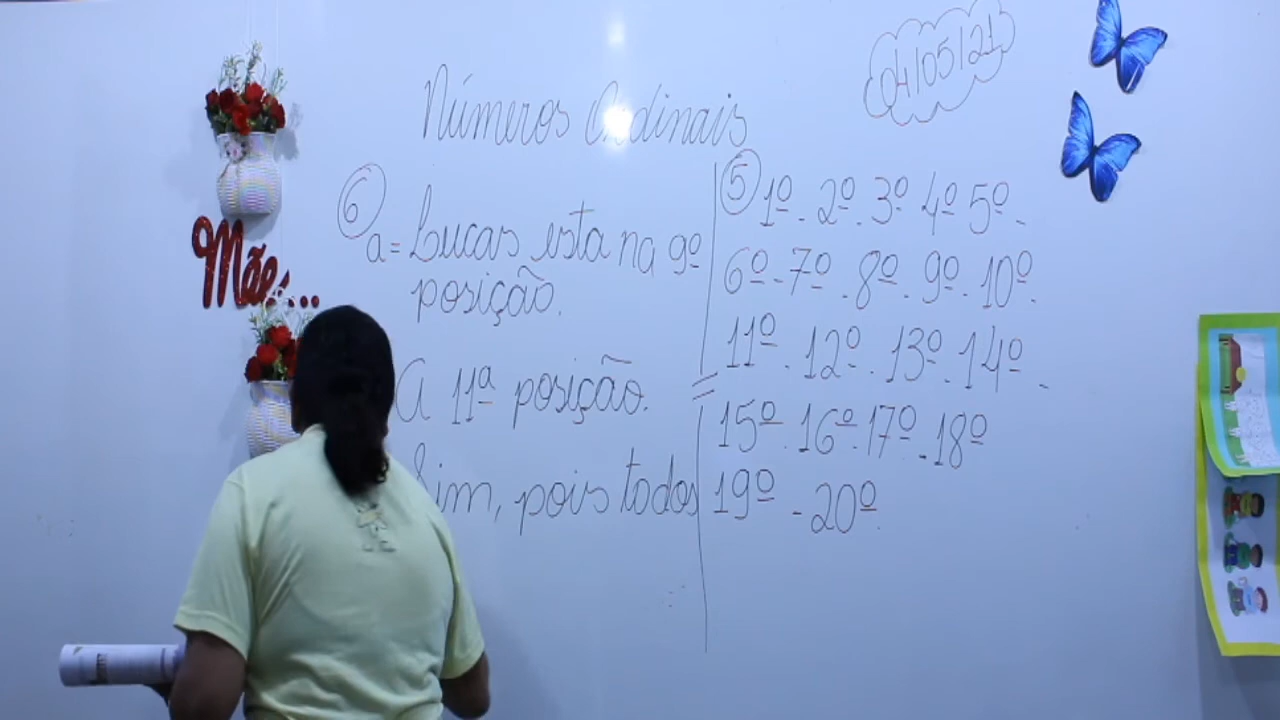 04/05/21
Números Ordinais
6
a= Lucas esta na 9º
posição.
A 11ª posição.
Sim, pois todos
5
1º - 2º - 3º 4º 5º -
6º - 7º - 8º - 9º - 10º.
11º - 12º - 13º - 14º -
15º - 16º - 17º - 18º
19º - 20º.
Mãe...